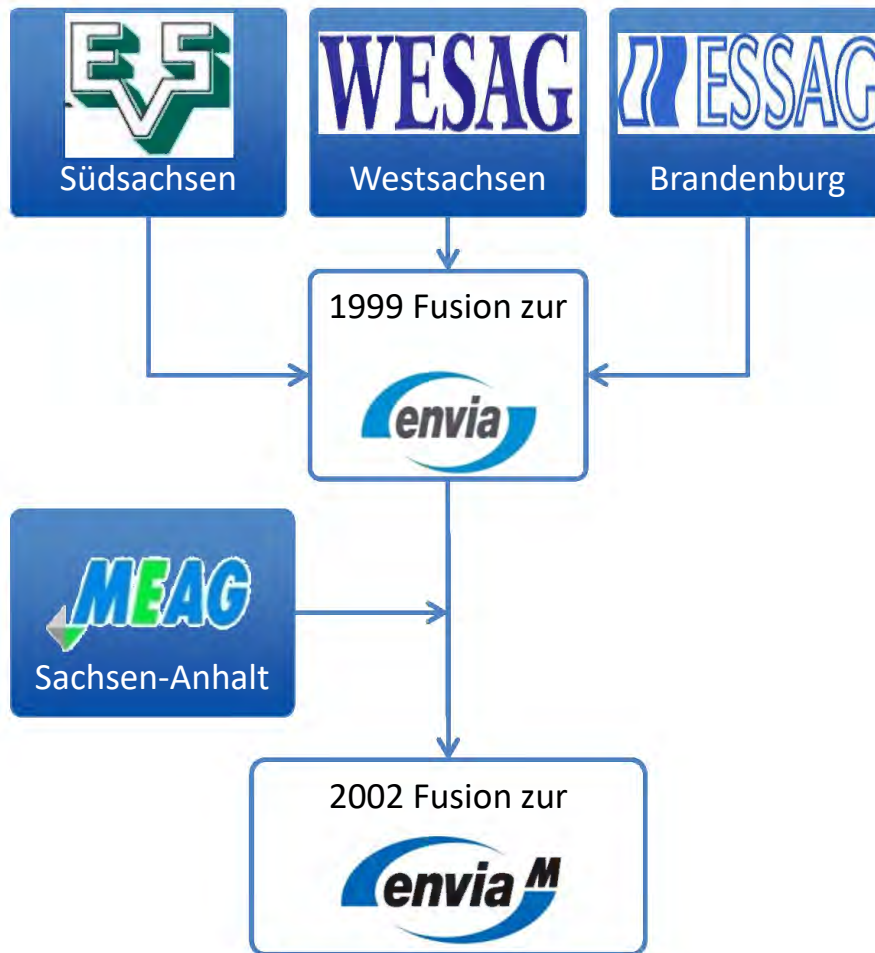 EVS
WESAG
ESSAG
Südsachsen
Westsachsen
Brandenburg
1999 Fusion zur
envia
MEAG
Sachsen-Anhalt
2002 Fusion zur
envia M